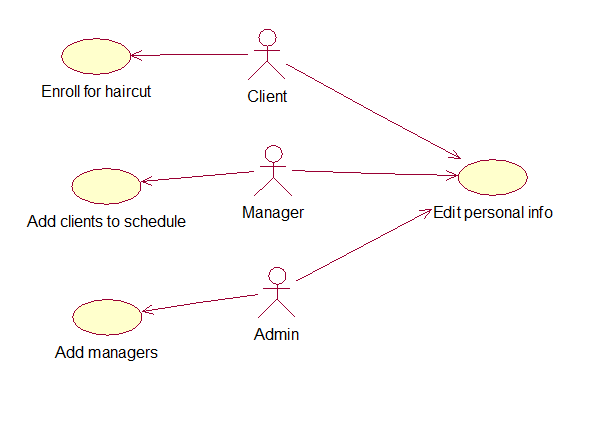 Enroll for haircut
Client
Add clients to schedule
Manager
Edit personal info
Admin
Add managers